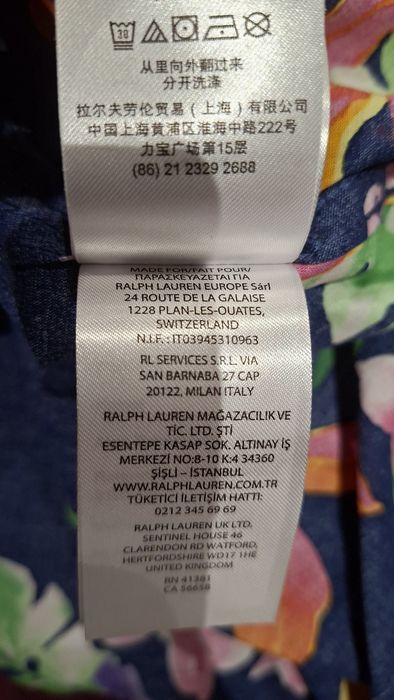 30
从里向外翻过来
分开洗涤
拉尔夫劳伦贸易（上海）有限公司
中国上海黄浦区淮海中路222号
力宝广场第15层
(86) 21 2329 2688
MADE FOR/FAIT POUR/
ΠΑΡΑΣΚΕΥΑΖΕΤΑΙ ΓΙΑ
RALPH LAUREN EUROPE Sárl
24 ROUTE DE LA GALAISE
1228 PLAN-LES-OUATES,
SWITZERLAND
N.I.F. : IT03945310963
RL SERVICES S.R.L. VIA
SAN BARNABA 27 CAP
20122, MILAN ITALY
RALPH LAUREN MAĞAZACILIK VE
TİC. LTD. ŞTİ
ESENTEPE KASAP SOK. ALTINAY İŞ
MERKEZİ NO:8-10 K:4 34360
ŞİŞLİ – İSTANBUL
WWW.RALPHLAUREN.COM.TR
TÜKETİCİ İLETİŞİM HATTI:
0212 345 69 69
RALPH LAUREN UK LTD,
SENTINEL HOUSE 46
CLARENDON RD WATFORD,
HERTFORDSHIRE WD17 1HE
UNITED KINGDOM
RN 41381
CA 56658